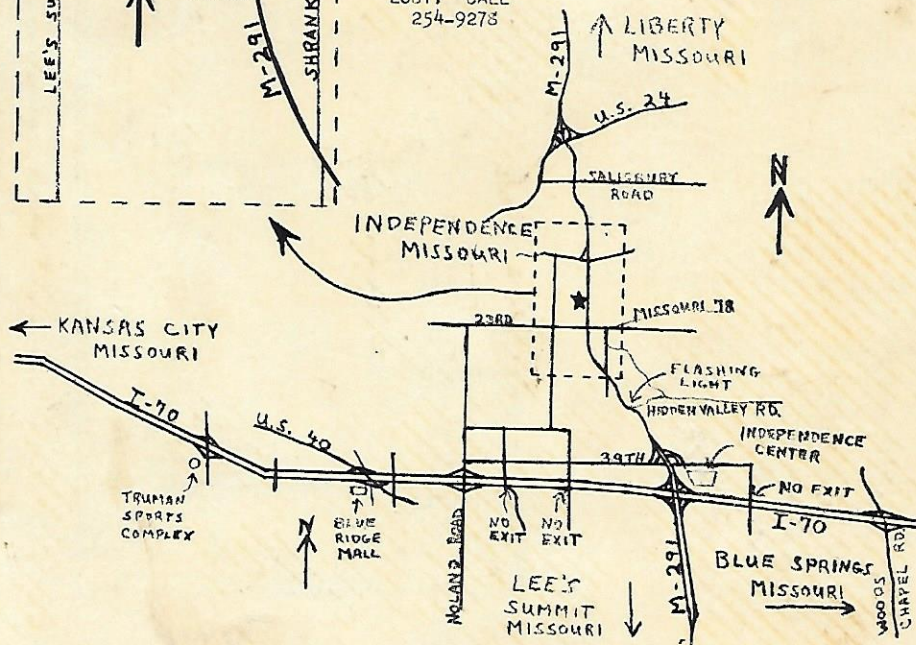 LEE'S SU
M-291
SHRANK
LOST? CALL
254-9278
LIBERTY
MISSOURI
M-291
U.S. 24
SALISBURY
ROAD
N
INDEPENDENCE
MISSOURI
KANSAS CITY
MISSOURI
23RD
MISSOURI 78
FLASHING
LIGHT
HIDDEN VALLEY RD.
I-70
U.S. 40
39TH
INDEPENDENCE
CENTER
NO EXIT
I-70
TRUMAN
SPORTS
COMPLEX
N
BLUE
RIDGE
MALL
NOLAND ROAD
NO
EXIT
NO
EXIT
LEE'S
SUMMIT
MISSOURI
M-291
BLUE SPRINGS
MISSOURI
WOODS
CHAPEL RD.